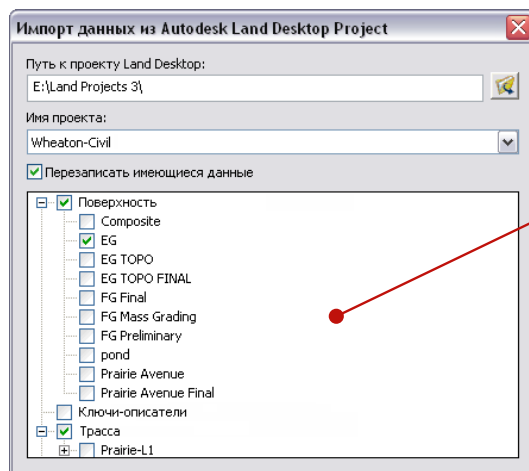 Импорт данных из Autodesk Land Desktop Project
Путь к проекту Land Desktop:
E:\Land Projects 3\
Имя проекта:
Wheaton-Civil
Перезаписать имеющиеся данные
Поверхность
Composite
EG
EG TOPO
EG TOPO FINAL
FG Final
FG Mass Grading
FG Preliminary
pond
Prairie Avenue
Prairie Avenue Final
Ключи-описатели
Трасса
Prairie-L1